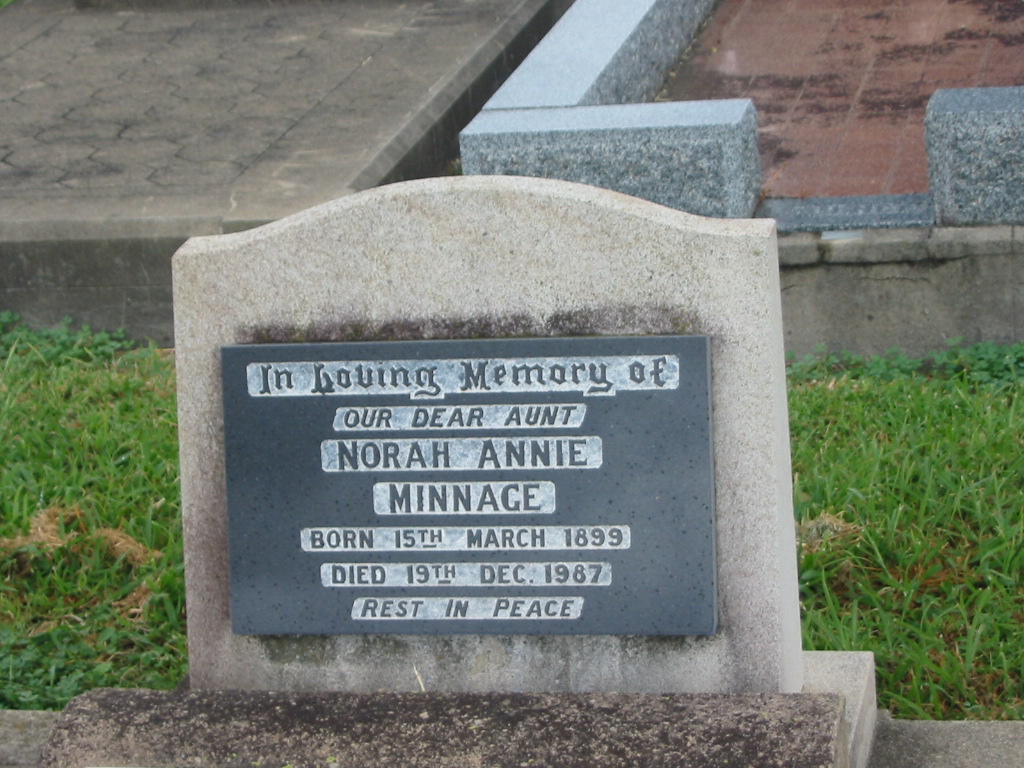 In Loving Memory of
OUR DEAR AUNT
NORAH ANNIE
MINNAGE
BORN 15TH MARCH 1899
DIED 19TH DEC. 1987
REST IN PEACE